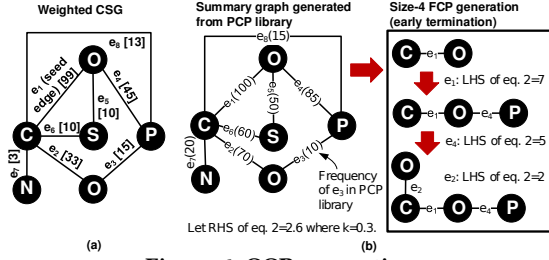 Weighted CSG
Summary graph generated
from PCP library
Size-4 FCP generation
(early termination)
e8 [13]
e1 (seed
edge) [99]
O
e4 [45]
e5
[10]
C
e6 [10]
S
P
e7 [3]
e2 [33]
e3 [15]
N
O
(a)
e8(15)
O
e1(100)
e5(50)
e4(85)
C
e6(60)
S
P
e7(20)
e2(70)
e3(10)
N
O
Frequency
of e3 in PCP
library
Let RHS of eq. 2=2.6 where k=0.3.
(b)
C e1 O
e1: LHS of eq. 2=7
C e1 O e4 P
e4: LHS of eq. 2=5
O
e2
e2: LHS of eq. 2=2
C e1 O e4 P